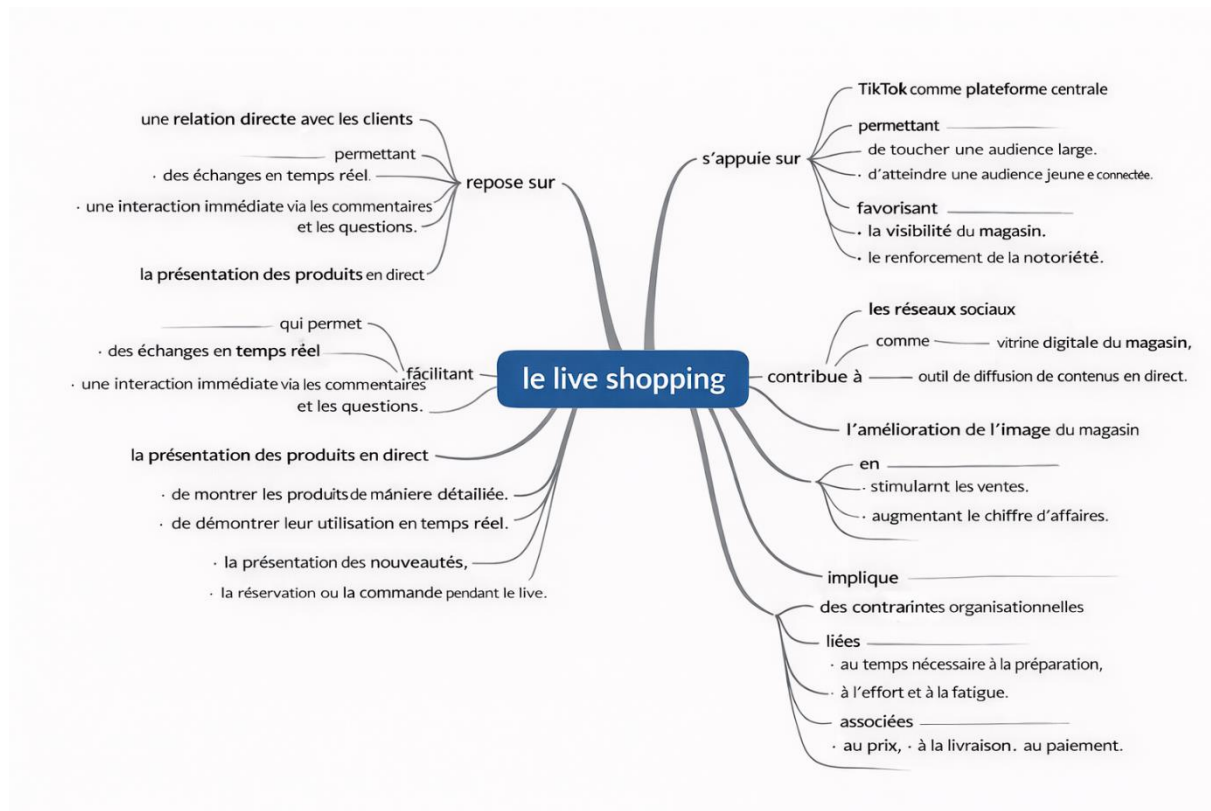 une relation directe avec les clients
permettant
· des échanges en temps réel.
· une interaction immédiate via les commentaires
et les questions.
la présentation des produits en direct
repose sur
qui permet
· des échanges en temps réel
· une interaction immédiate via les commentaires
et les questions.
fácilitant
la présentation des produits en direct
· de montrer les produits de mániere détailiée.
· de démontrer leur utilisation en temps réel.
· la présentation des nouveautés,
· la réservation ou la commande pendant le live.
le live shopping
s'appuie sur
TikTok comme plateforme centrale
permettant
· de toucher une audience large.
· d'atteindre une audience jeune e connectée.
favorisant
· la visibilité du magasin.
· le renforcement de la notoriété.
contribue à
les réseaux sociaux
comme
vitrine digitale du magasin,
outil de diffusion de contenus en direct.
l'amélioration de l'image du magasin
en
· stimularnt les ventes.
· augmentant le chiffre d'affaires.
implique
des contrarintes organisationnelles
liées
· au temps nécessaire à la préparation,
· à l'effort et à la fatigue.
associées
· au prix, · à la livraison. au paiement.